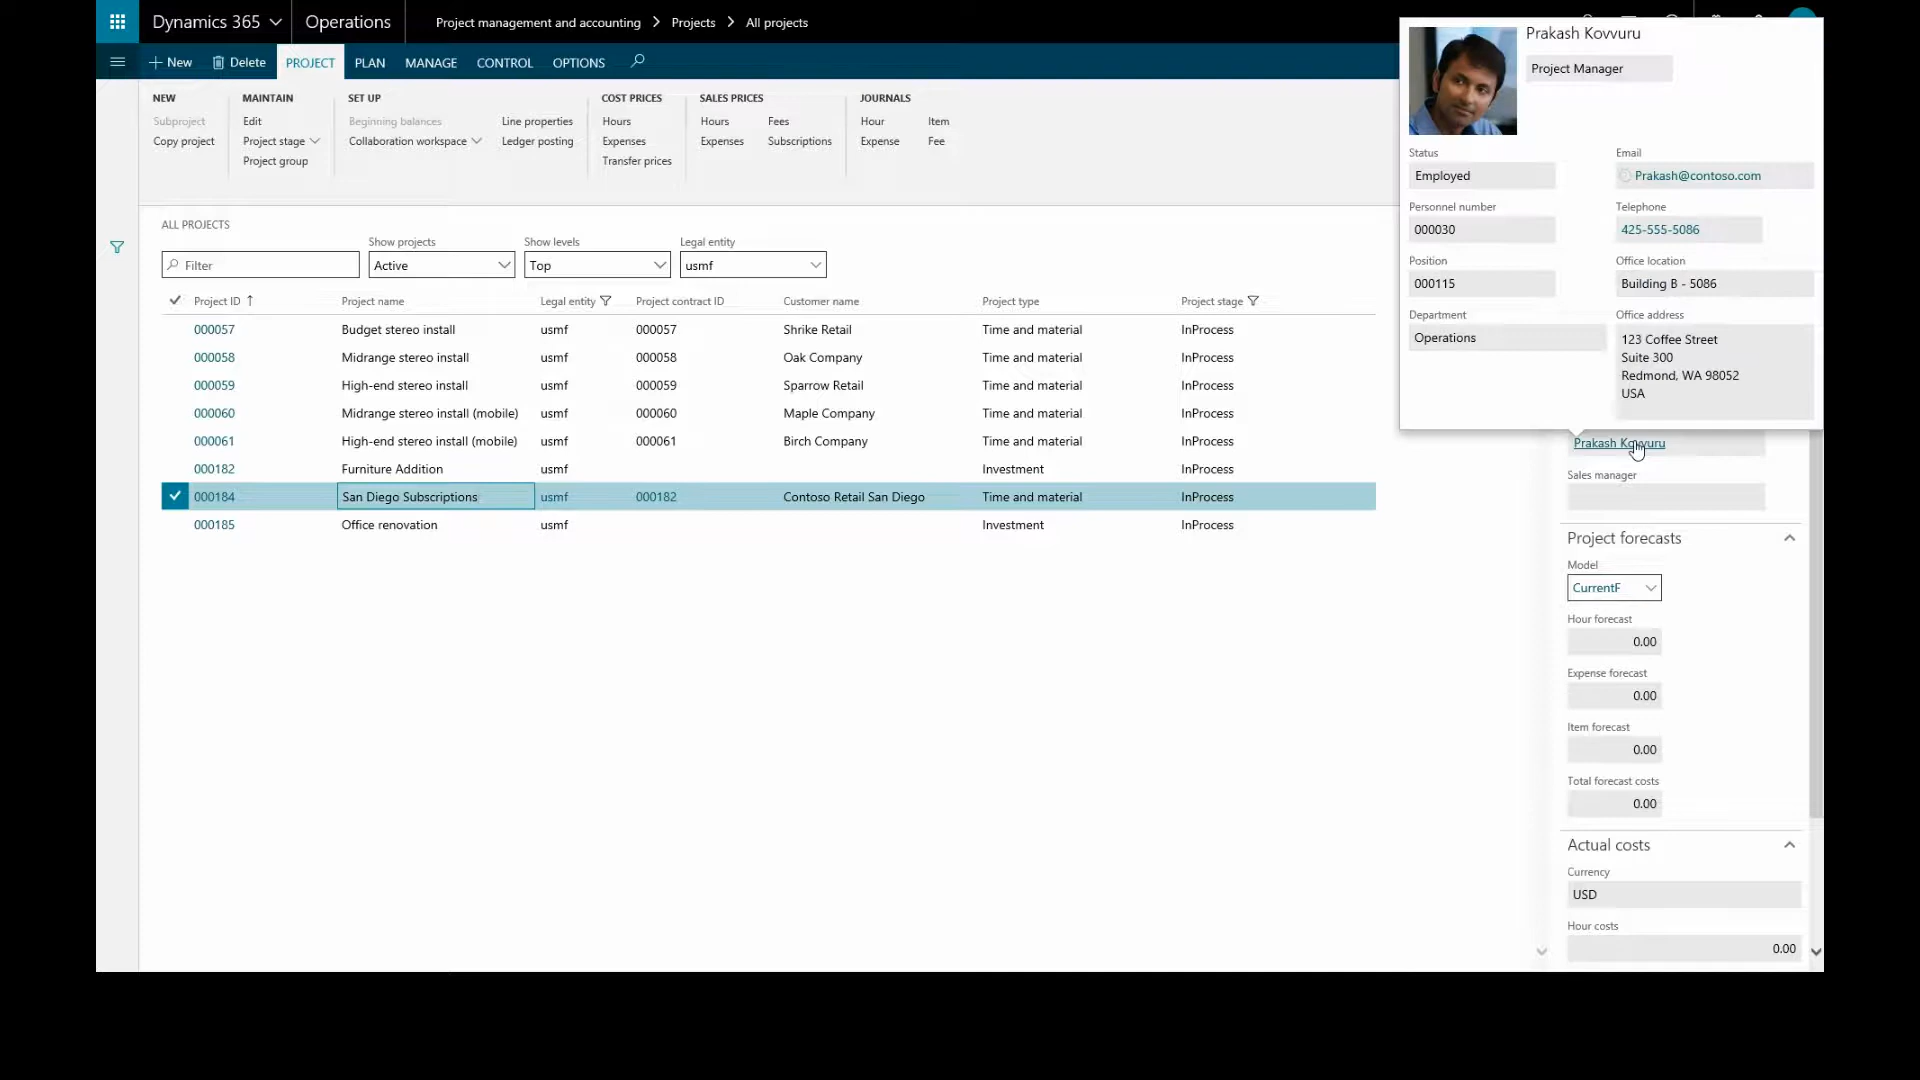 Dynamics 365
Operations
Project management and accounting > Projects > All projects
New
Delete
PROJECT
PLAN
MANAGE
CONTROL
OPTIONS
NEW
Subproject
Copy project
MAINTAIN
Edit
Project stage
Project group
SET UP
Beginning balances
Collaboration workspace
Line properties
Ledger posting
COST PRICES
Hours
Expenses
Transfer prices
SALES PRICES
Hours
Expenses
Fees
Subscriptions
JOURNALS
Hour
Expense
Item
Fee
ALL PROJECTS
Filter
Show projects
Active
Show levels
Top
Legal entity
usmf
Project ID Project name Legal entity Project contract ID Customer name Project type Project stage
000057 Budget stereo install usmf 000057 Shrike Retail Time and material InProcess
000058 Midrange stereo install usmf 000058 Oak Company Time and material InProcess
000059 High-end stereo install usmf 000059 Sparrow Retail Time and material InProcess
000060 Midrange stereo install (mobile) usmf 000060 Maple Company Time and material InProcess
000061 High-end stereo install (mobile) usmf 000061 Birch Company Time and material InProcess
000182 Furniture Addition usmf Investment InProcess
000184 San Diego Subscriptions usmf 000182 Contoso Retail San Diego Time and material InProcess
000185 Office renovation usmf Investment InProcess
Prakash Kovvuru
Project Manager
Status
Employed
Email
Prakash@contoso.com
Personnel number
000030
Telephone
425-555-5086
Position
000115
Office location
Building B - 5086
Department
Operations
Office address
123 Coffee Street
Suite 300
Redmond, WA 98052
USA
Prakash Kovvuru
Sales manager
Project forecasts
Model
CurrentF
Hour forecast
0.00
Expense forecast
0.00
Item forecast
0.00
Total forecast costs
0.00
Actual costs
Currency
USD
Hour costs
0.00